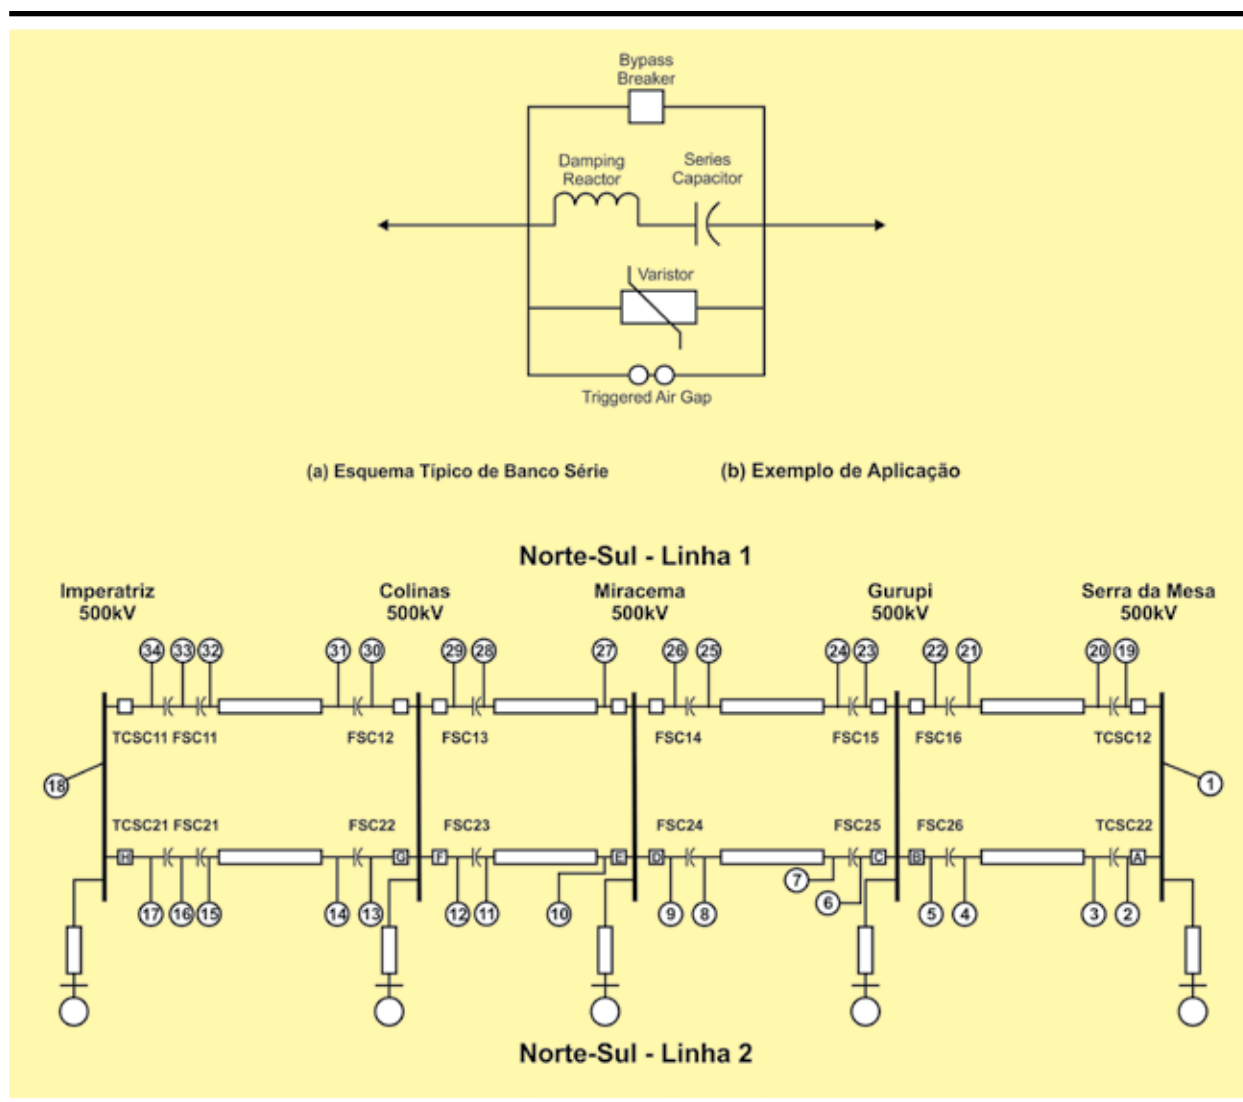 Bypass
Breaker
Damping
Reactor
Series
Capacitor
Varistor
Triggered Air Gap
(a) Esquema Típico de Banco Série
(b) Exemplo de Aplicação
Norte-Sul - Linha 1
Imperatriz
500kV
Colinas
500kV
Miracema
500kV
Gurupi
500kV
Serra da Mesa
500kV
34 33 32 31 30 29 28 27 26 25 24 23 22 21 20 19
TCSC11 FSC11 FSC12 FSC13 FSC14 FSC15 FSC16 TCSC12
18 1
TCSC21 FSC21 FSC22 FSC23 FSC24 FSC25 FSC26 TCSC22
H G F E D C B A
17 16 15 14 13 12 11 10 9 8 7 6 5 4 3 2
Norte-Sul - Linha 2